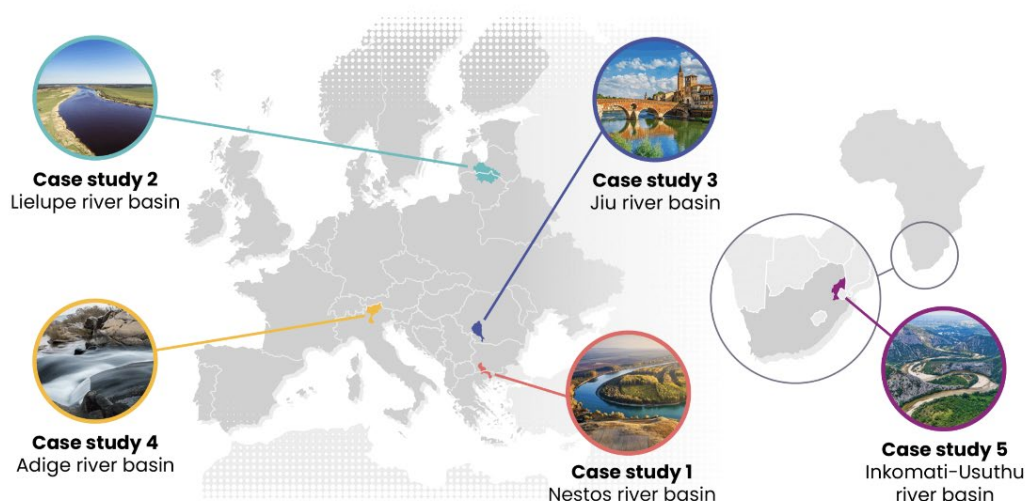 Case study 2
Lielupe river basin
Case study 3
Jiu river basin
Case study 4
Adige river basin
Case study 1
Nestos river basin
Case study 5
Inkomati-Usuthu
river basin